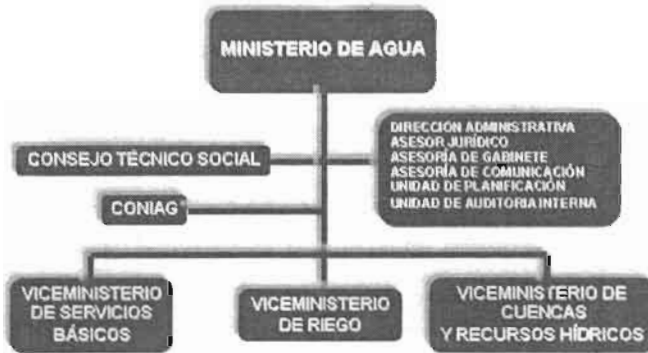 MINISTERIO DE AGUA
CONSEJO TÉCNICO SOCIAL
DIRECCIÓN ADMINISTRATIVA
ASESOR JURÍDICO
ASESORÍA DE GABINETE
ASESORÍA DE COMUNICACIÓN
UNIDAD DE PLANIFICACIÓN
UNIDAD DE AUDITORIA INTERNA
CONIAG*
VICEMINISTERIO
DE SERVICIOS
BÁSICOS
VICEMINISTERIO
DE RIEGO
VICEMINISTERIO DE
CUENCAS
Y RECURSOS HÍDRICOS